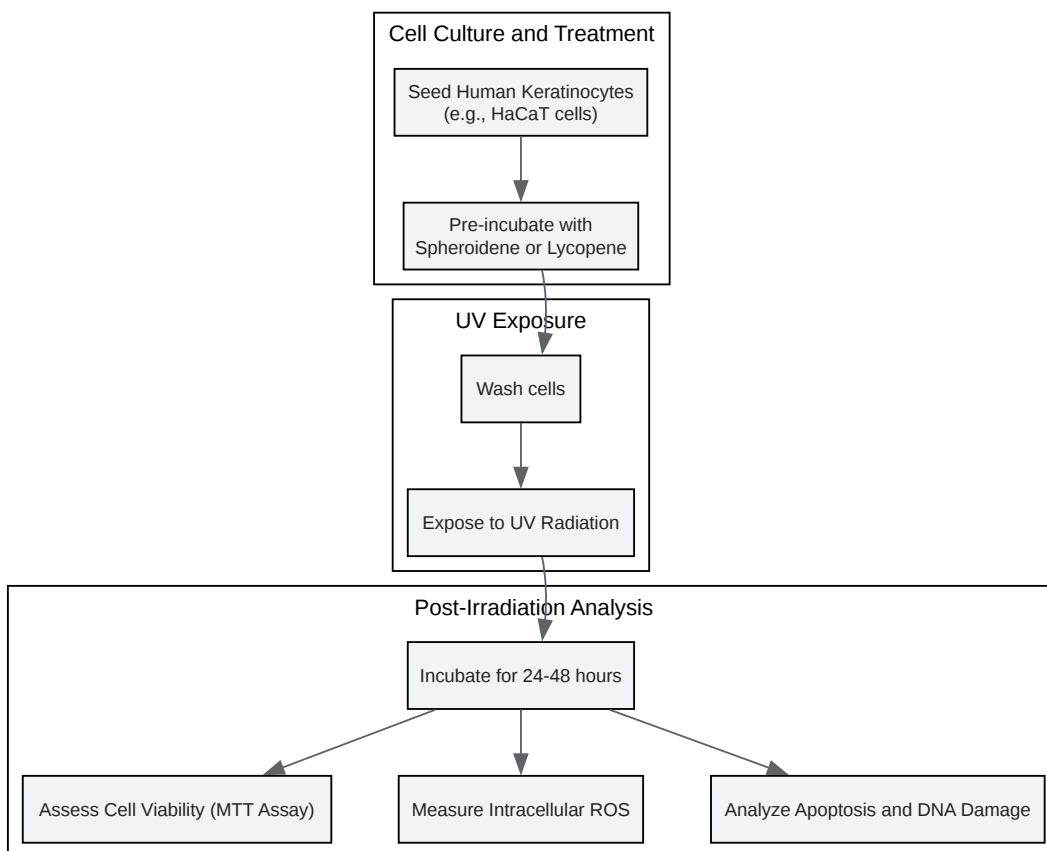 Cell Culture and Treatment
Seed Human Keratinocytes
(e.g., HaCaT cells)
Pre-incubate with
Spheroidene or Lycopene
UV Exposure
Wash cells
Expose to UV Radiation
Post-Irradiation Analysis
Incubate for 24-48 hours
Assess Cell Viability (MTT Assay)
Measure Intracellular ROS
Analyze Apoptosis and DNA Damage